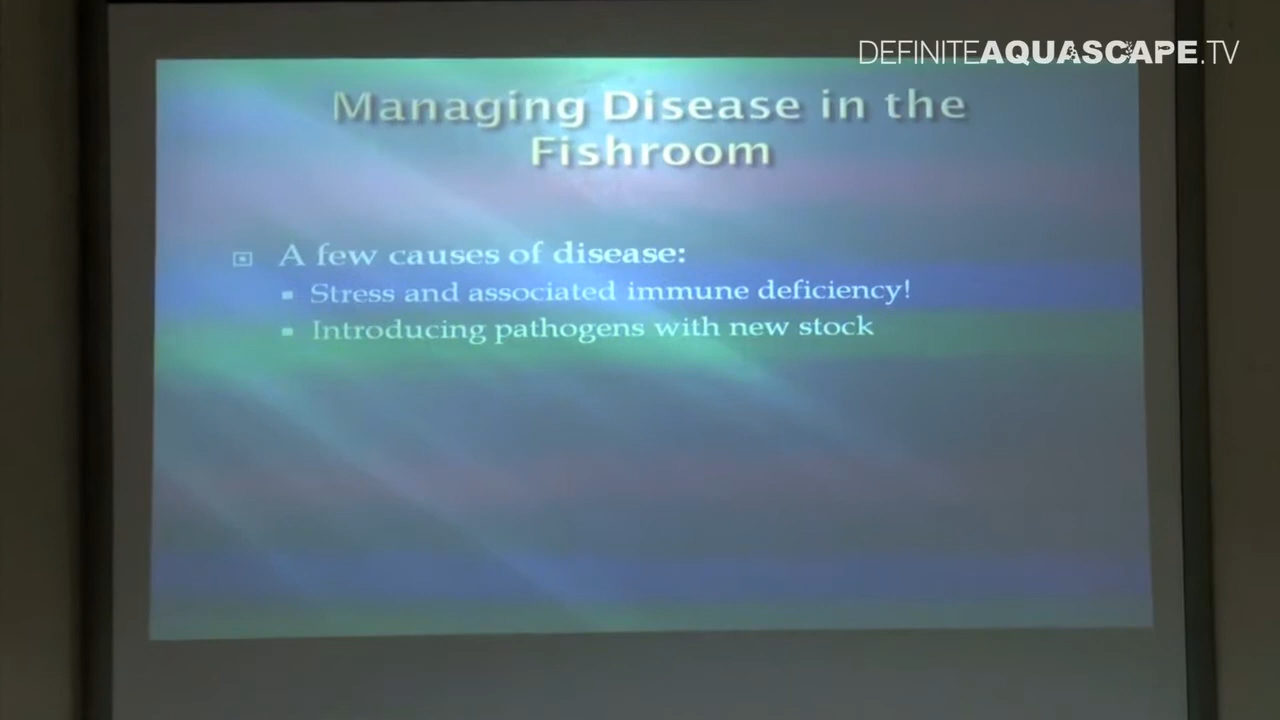 DEFINITEAQUASCAPE.TV
Managing Disease in the
Fishroom
A few causes of disease:
Stress and associated immune deficiency!
Introducing pathogens with new stock